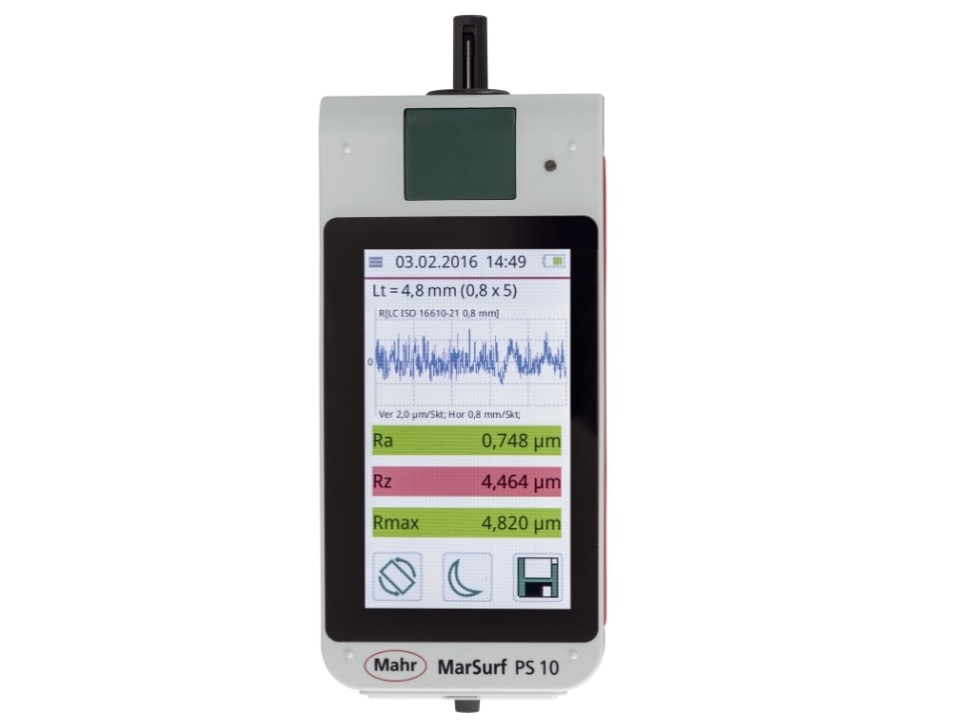 03.02.2016 14:49
Lt = 4,8 mm (0,8 x 5)
R[LC ISO 16610-21 0,8 mm]
0
Ver 2,0 µm/Skt; Hor 0,8 mm/Skt;
Ra 0,748 µm
Rz 4,464 µm
Rmax 4,820 µm
Mahr MarSurf PS 10